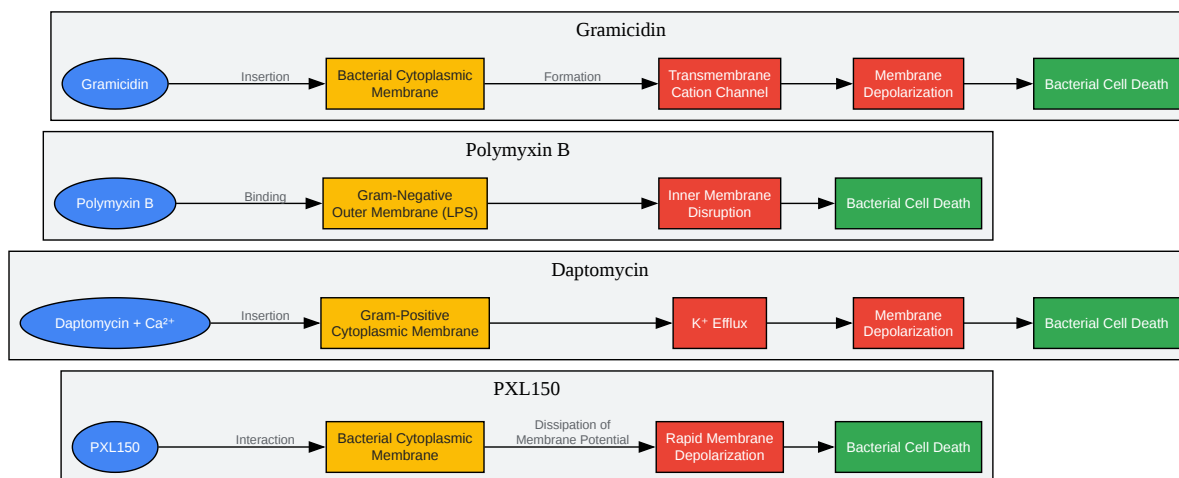 Gramicidin
Gramicidin
Insertion
Bacterial Cytoplasmic
Membrane
Formation
Transmembrane
Cation Channel
Membrane
Depolarization
Bacterial Cell Death
Polymyxin B
Polymyxin B
Binding
Gram-Negative
Outer Membrane (LPS)
Inner Membrane
Disruption
Bacterial Cell Death
Daptomycin
Daptomycin + Ca²⁺
Insertion
Gram-Positive
Cytoplasmic Membrane
K⁺ Efflux
Membrane
Depolarization
Bacterial Cell Death
PXL150
PXL150
Interaction
Bacterial Cytoplasmic
Membrane
Dissipation of
Membrane Potential
Rapid Membrane
Depolarization
Bacterial Cell Death